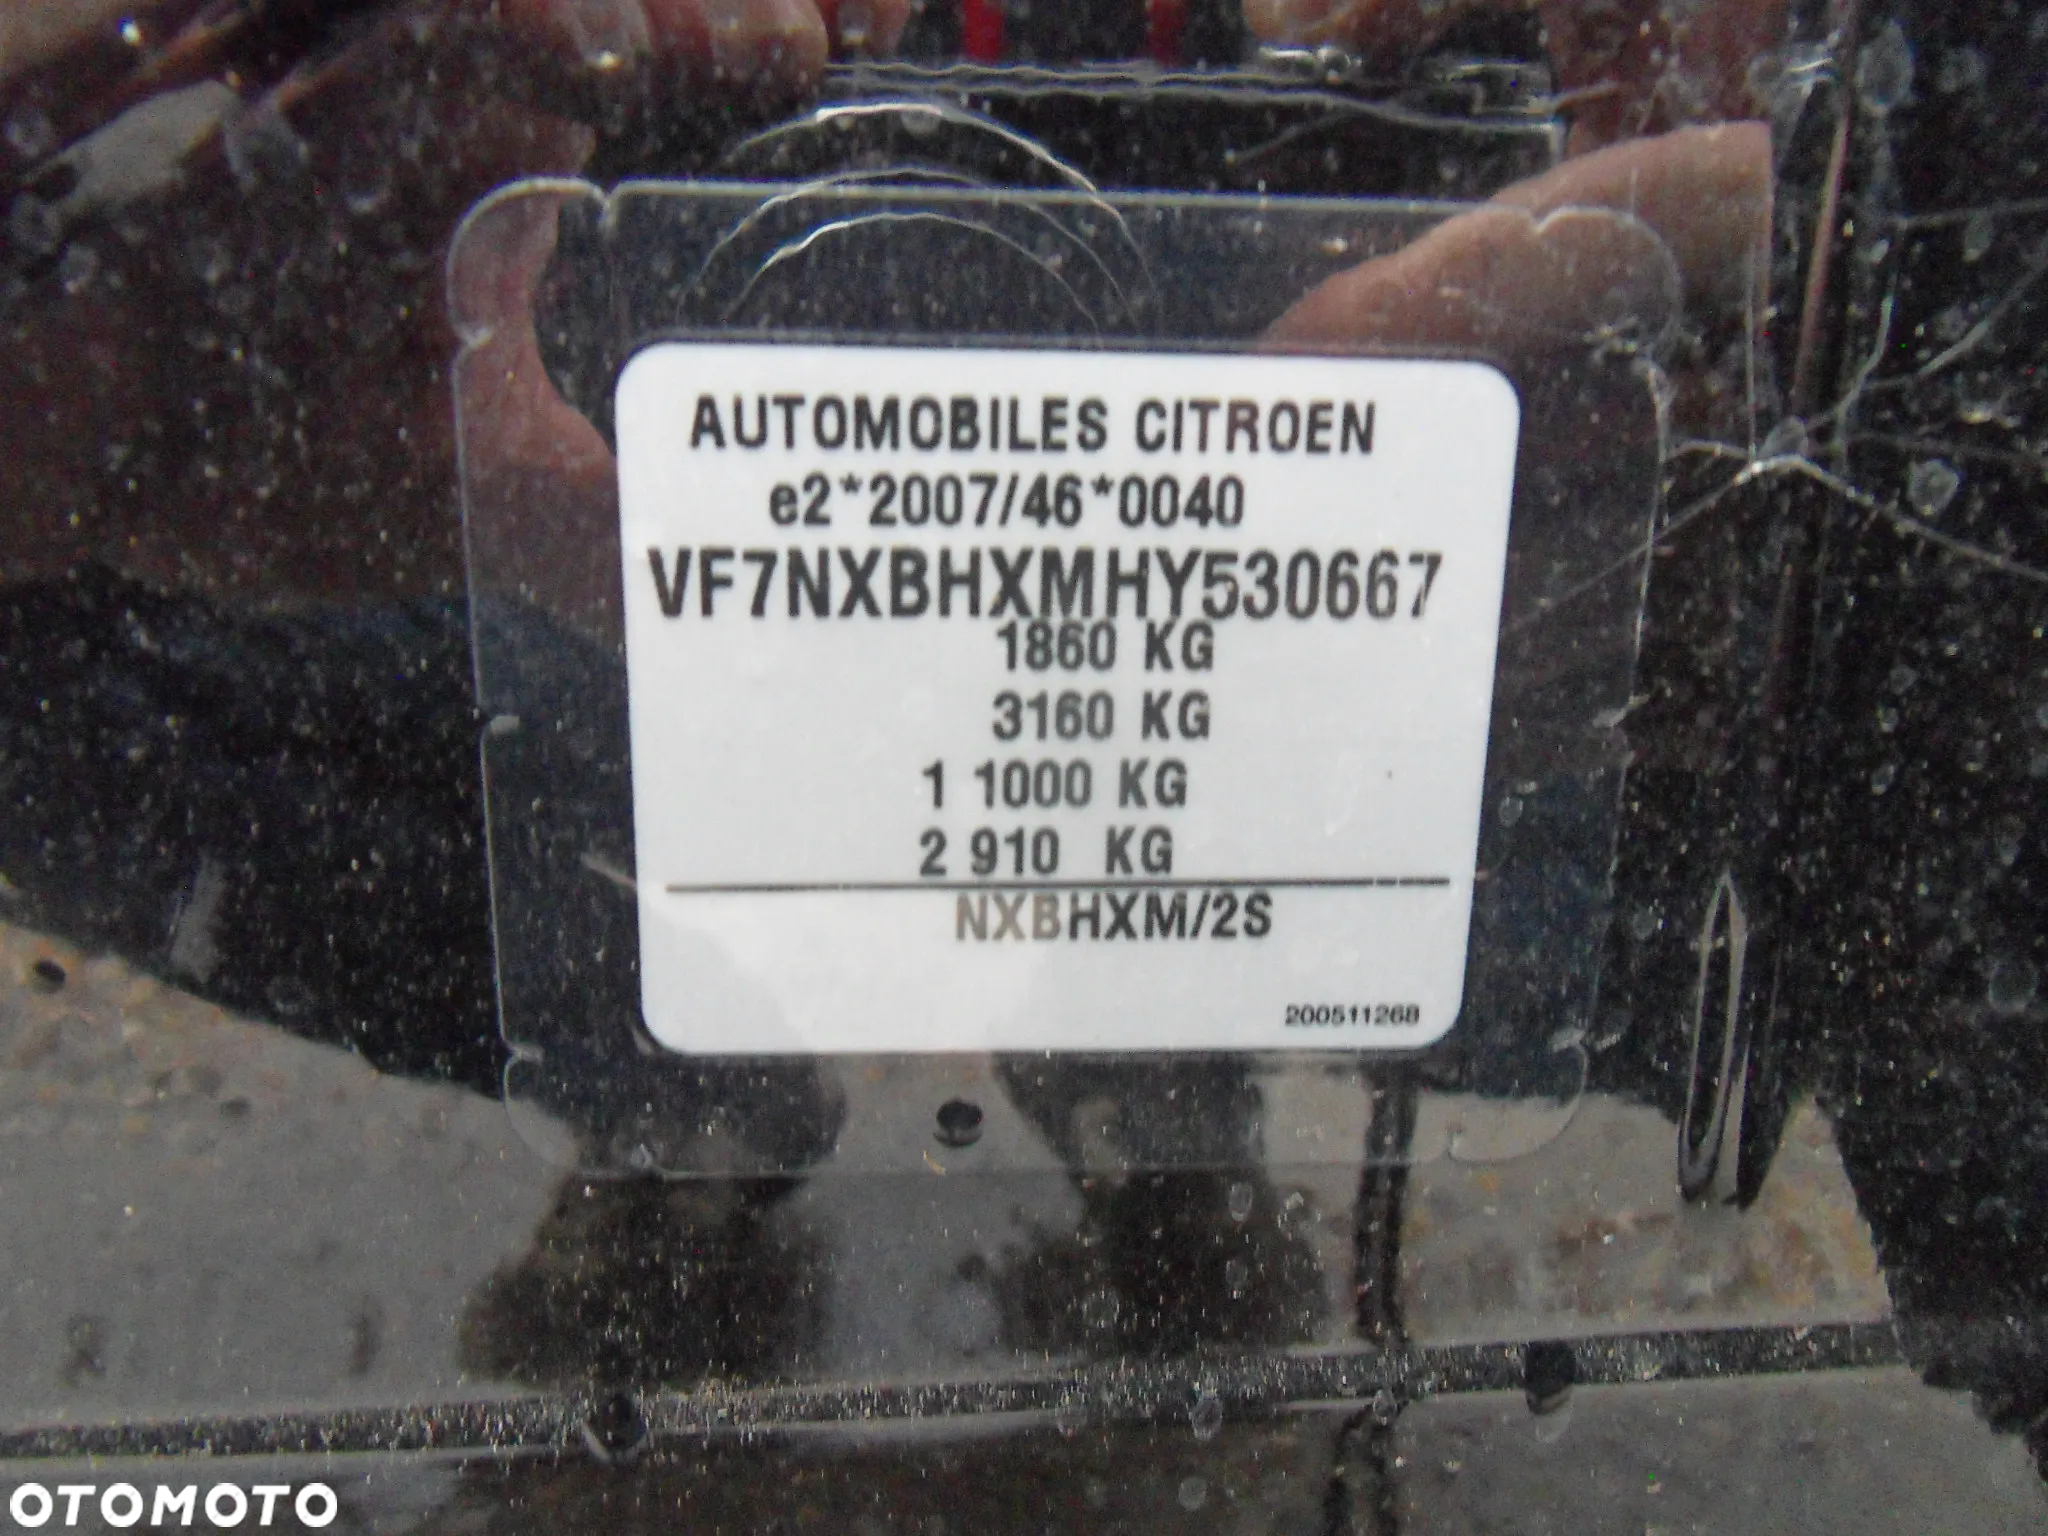 AUTOMOBILES CITROEN
e2*2007/46*0040
VF7NXBHXMHY530667
1860 KG
3160 KG
1 1000 KG
2 910 KG
NXBHXM/2S
200511268
OTOMOTO